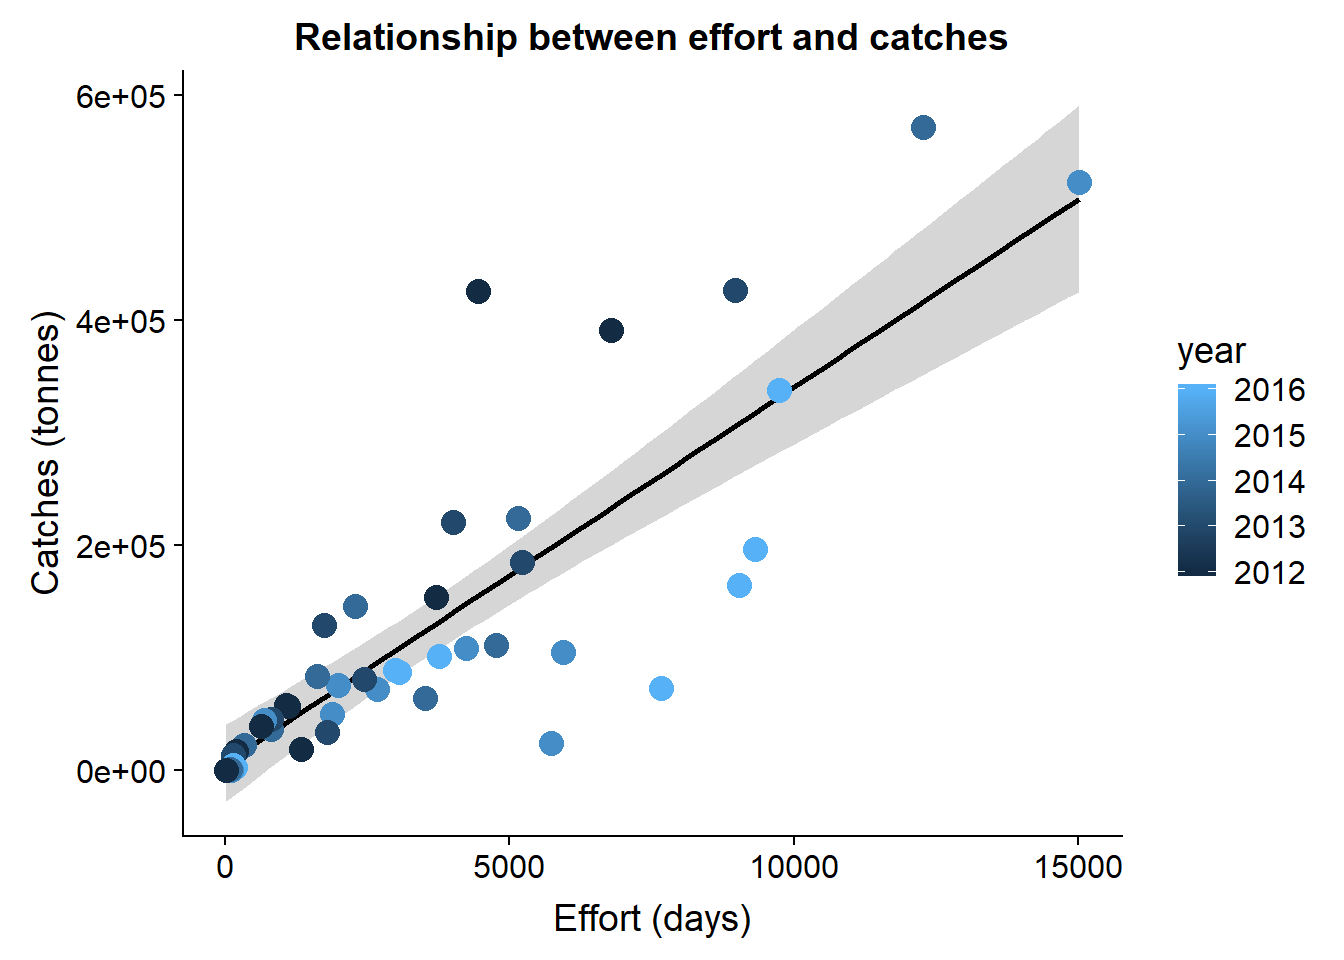 Relationship between effort and catches
6e+05
4e+05
2e+05
0e+00
Catches (tonnes)
0 5000 10000 15000
Effort (days)
year
2016
2015
2014
2013
2012